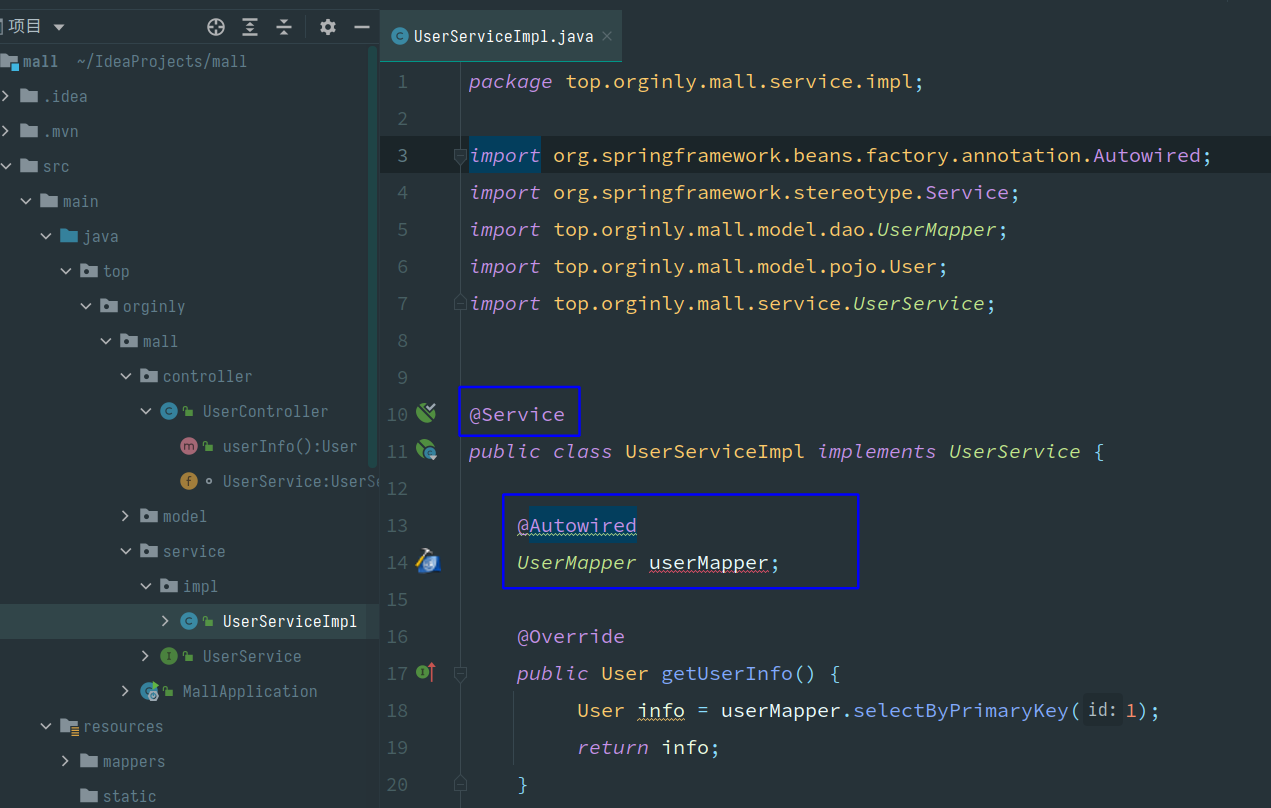 项目
mall ~/IdeaProjects/mall
.idea
.mvn
src
main
java
top
orginly
mall
controller
UserController
userInfo():User
UserService:UserSe
model
service
impl
UserServiceImpl
UserService
MallApplication
resources
mappers
static
UserServiceImpl.java
1 package top.orginly.mall.service.impl;
2
3 import org.springframework.beans.factory.annotation.Autowired;
4 import org.springframework.stereotype.Service;
5 import top.orginly.mall.model.dao.UserMapper;
6 import top.orginly.mall.model.pojo.User;
7 import top.orginly.mall.service.UserService;
8
9
10 @Service
11 public class UserServiceImpl implements UserService {
12
13 @Autowired
14 UserMapper userMapper;
15
16 @Override
17 public User getUserInfo() {
18 User info = userMapper.selectByPrimaryKey( id: 1);
19 return info;
20 }